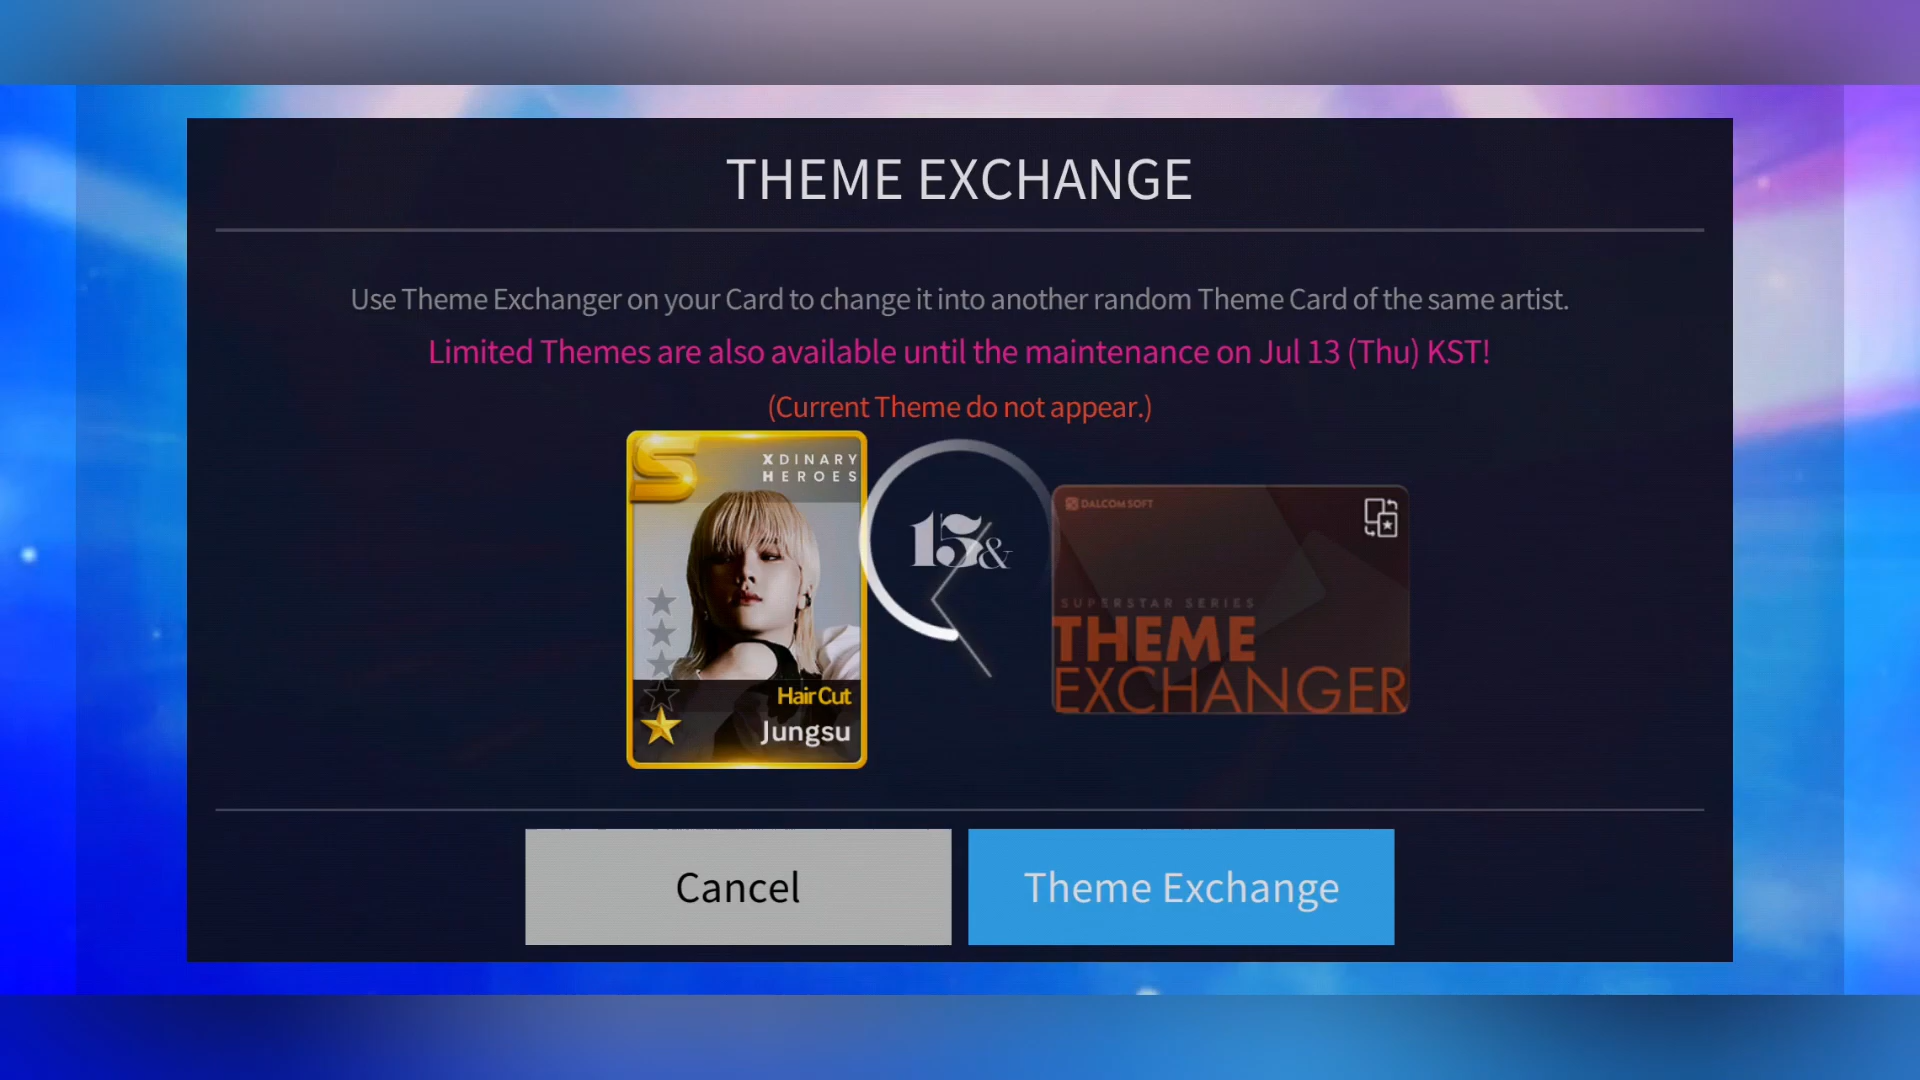 THEME EXCHANGE
Use Theme Exchanger on your Card to change it into another random Theme Card of the same artist.
Limited Themes are also available until the maintenance on Jul 13 (Thu) KST!
(Current Theme do not appear.)
S
XDINARY
HEROES
Hair Cut
Jungsu
15&
DALCOM SOFT
SUPERSTAR SERIES
THEME
EXCHANGER
Cancel
Theme Exchange